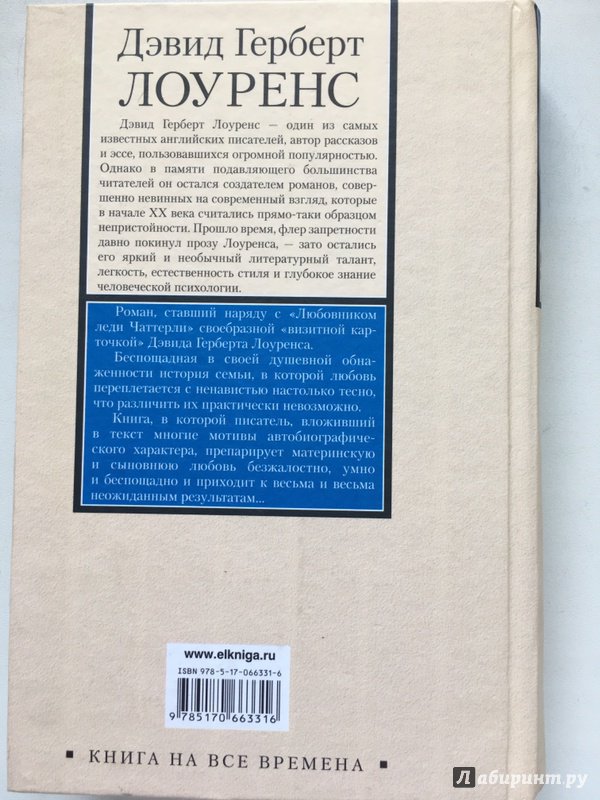 Дэвид Герберт
ЛОУРЕНС
Дэвид Герберт Лоуренс — один из самых
известных английских писателей, автор рассказов
и эссе, пользовавшихся огромной популярностью.
Однако в памяти подавляющего большинства
читателей он остался создателем романов, совер-
шенно невинных на современный взгляд, которые
в начале XX века считались прямо-таки образцом
непристойности. Прошло время, флер запретности
давно покинул прозу Лоуренса, — зато остались
его яркий и необычный литературный талант,
легкость, естественность стиля и глубокое знание
человеческой психологии.
Роман, ставший наряду с «Любовником
леди Чаттерли» своеобразной «визитной кар-
точкой» Дэвида Герберта Лоуренса.
Беспощадная в своей душевной обна-
женности история семьи, в которой любовь
переплетается с ненавистью настолько тесно,
что различить их практически невозможно.
Книга, в которой писатель, вложивший
в текст многие мотивы автобиографиче-
ского характера, препарирует материнскую
и сыновнюю любовь безжалостно, умно
и беспощадно и приходит к весьма и весьма
неожиданным результатам...
www.elkniga.ru
ISBN 978-5-17-066331-6
9 785170 663316
▪ КНИГА НА ВСЕ ВРЕМЕНА ▪
Лабиринт.ру